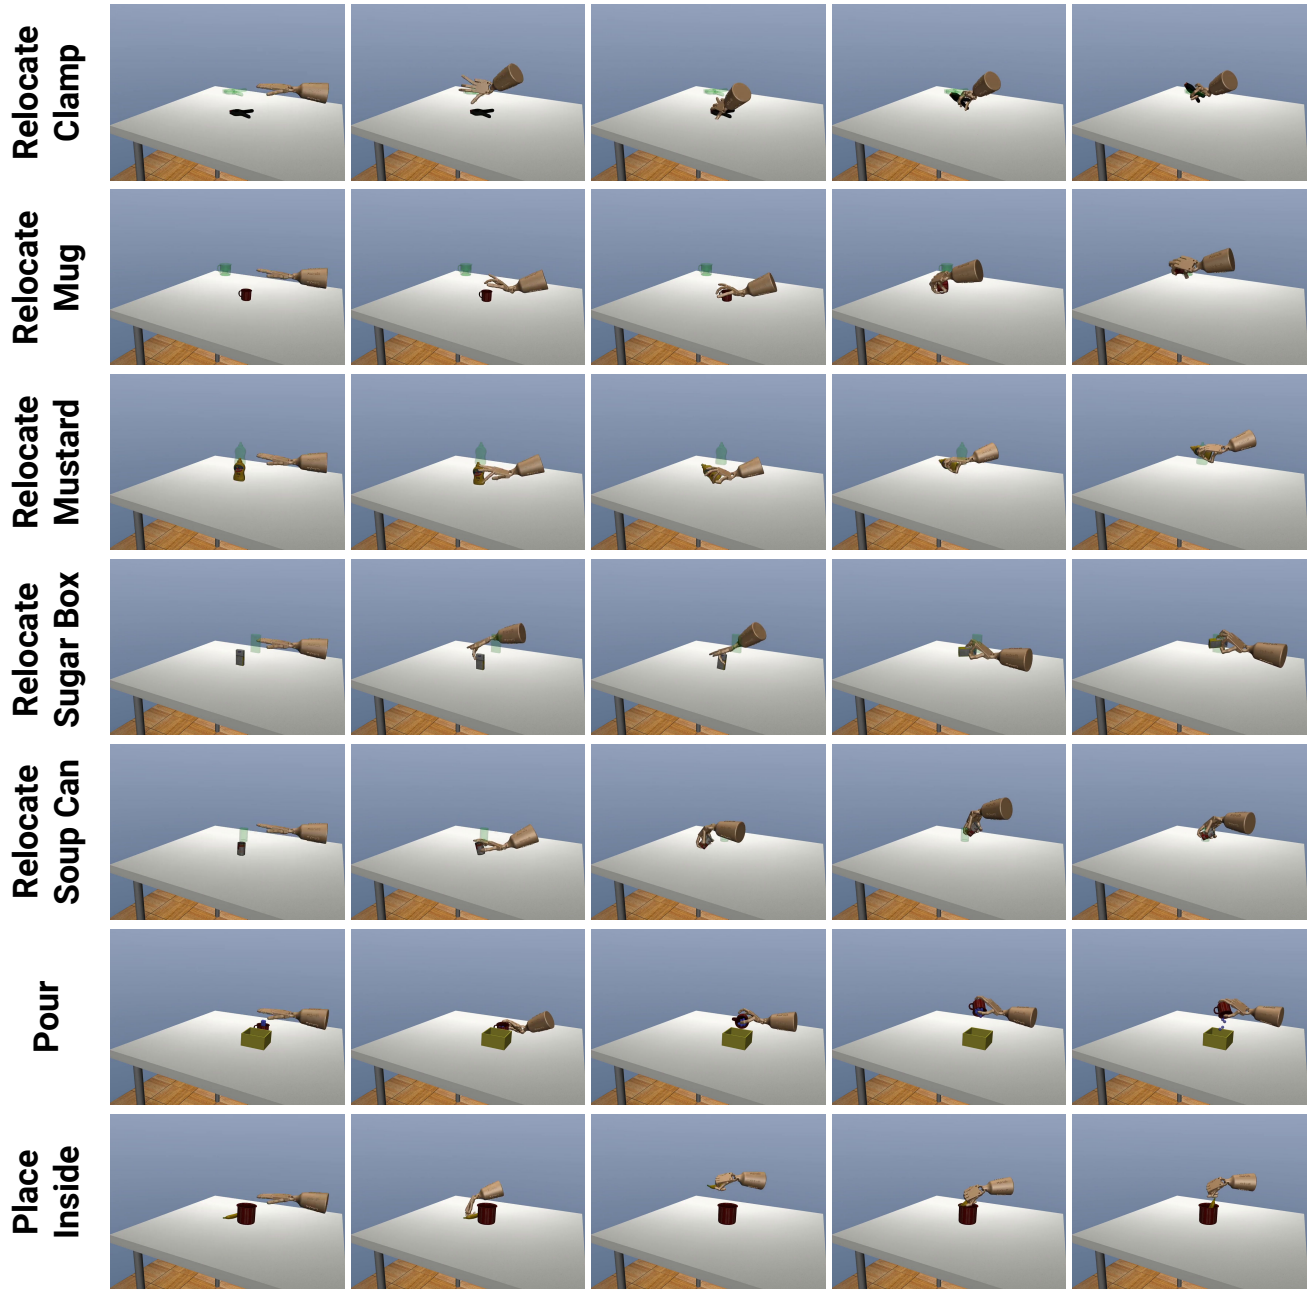 Relocate
Clamp
Relocate
Mug
Relocate
Mustard
Relocate
Sugar Box
Relocate
Soup Can
Pour
Place
Inside